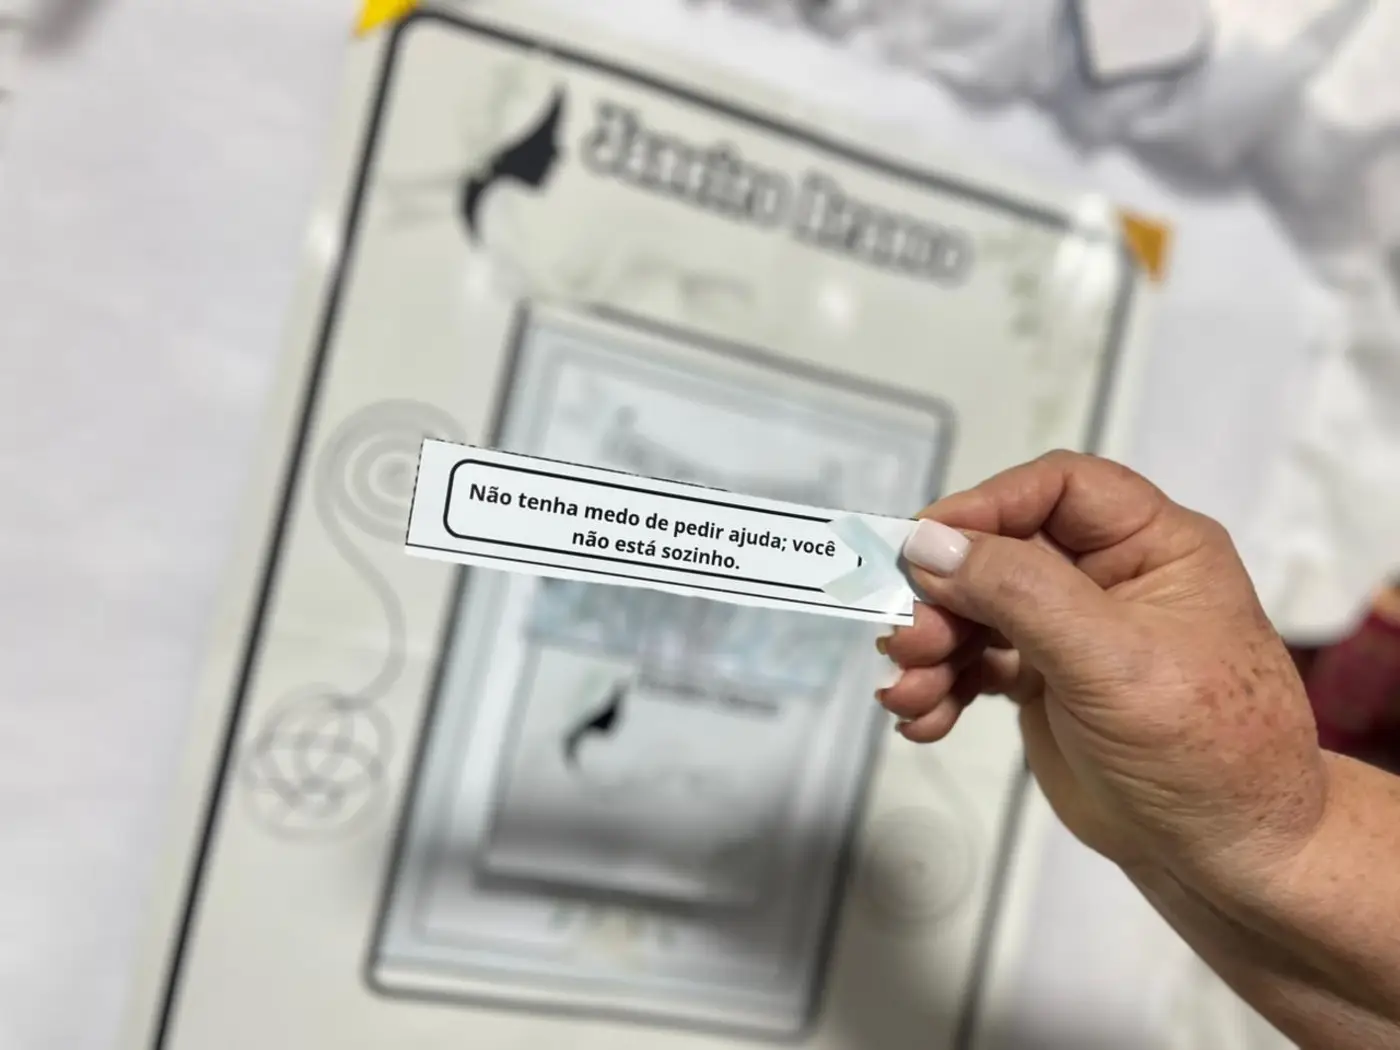 Não tenha medo de pedir ajuda; você
não está sozinho.